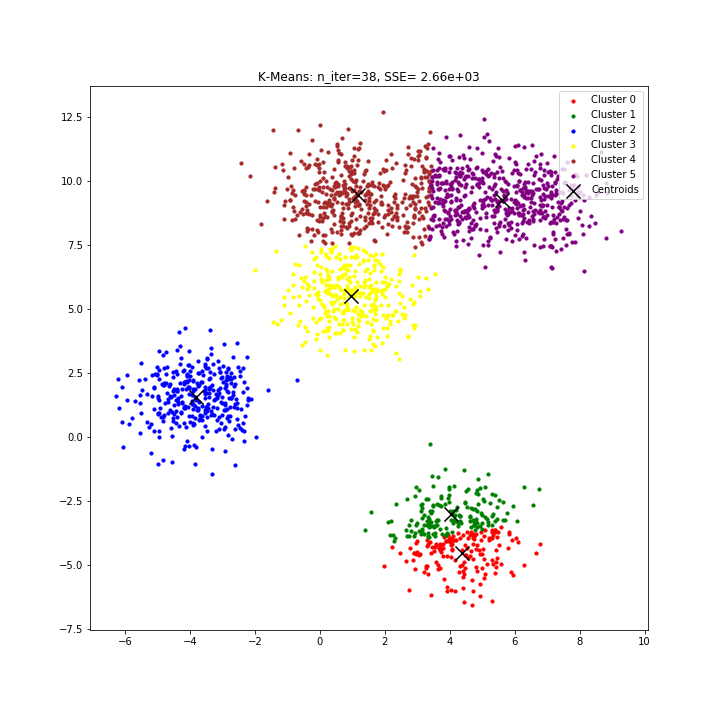 K-Means: n_iter=38, SSE= 2.66e+03
Cluster 0
Cluster 1
Cluster 2
Cluster 3
Cluster 4
Cluster 5
Centroids
12.5
10.0
7.5
5.0
2.5
0.0
−2.5
−5.0
−7.5
−6 −4 −2 0 2 4 6 8 10